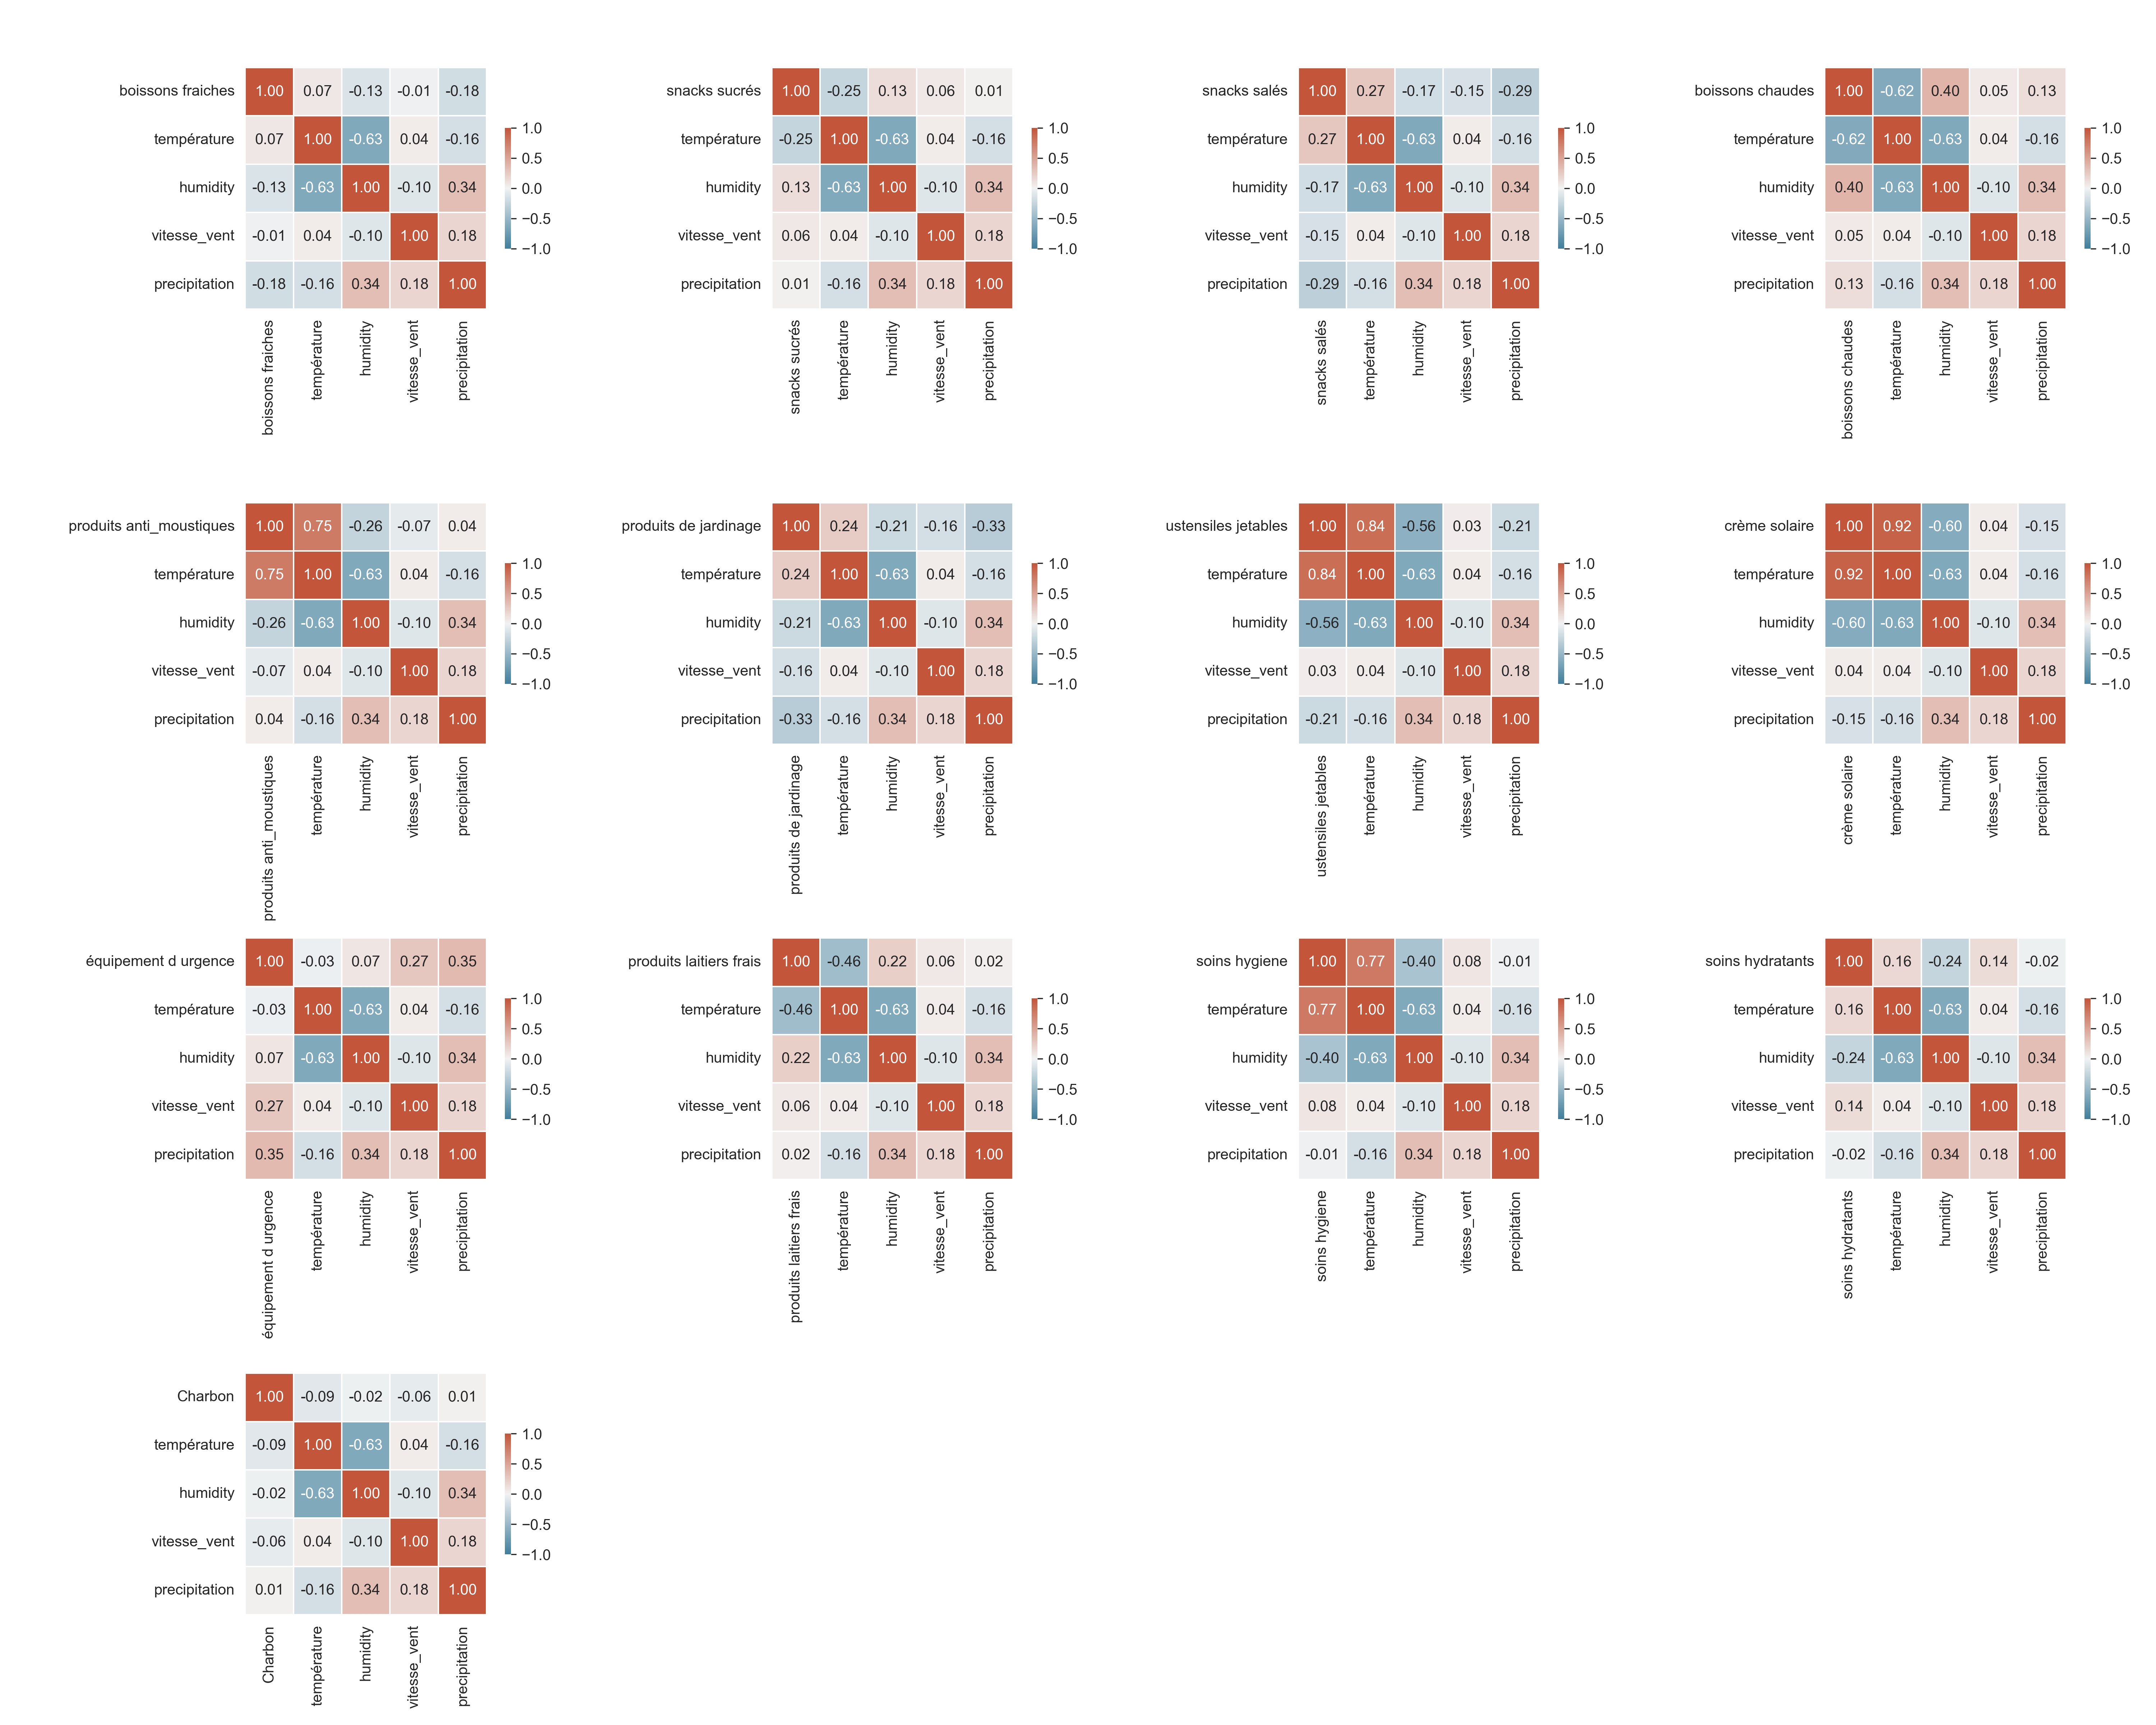 boissons fraiches 1.00 0.07 -0.13 -0.01 -0.18
température 0.07 1.00 -0.63 0.04 -0.16
humidity -0.13 -0.63 1.00 -0.10 0.34
vitesse_vent -0.01 0.04 -0.10 1.00 0.18
precipitation -0.18 -0.16 0.34 0.18 1.00
boissons fraiches température humidity vitesse_vent precipitation
1.0
0.5
0.0
−0.5
−1.0
snacks sucrés 1.00 -0.25 0.13 0.06 0.01
température -0.25 1.00 -0.63 0.04 -0.16
humidity 0.13 -0.63 1.00 -0.10 0.34
vitesse_vent 0.06 0.04 -0.10 1.00 0.18
precipitation 0.01 -0.16 0.34 0.18 1.00
snacks sucrés température humidity vitesse_vent precipitation
1.0
0.5
0.0
−0.5
−1.0
snacks salés 1.00 0.27 -0.17 -0.15 -0.29
température 0.27 1.00 -0.63 0.04 -0.16
humidity -0.17 -0.63 1.00 -0.10 0.34
vitesse_vent -0.15 0.04 -0.10 1.00 0.18
precipitation -0.29 -0.16 0.34 0.18 1.00
snacks salés température humidity vitesse_vent precipitation
1.0
0.5
0.0
−0.5
−1.0
boissons chaudes 1.00 -0.62 0.40 0.05 0.13
température -0.62 1.00 -0.63 0.04 -0.16
humidity 0.40 -0.63 1.00 -0.10 0.34
vitesse_vent 0.05 0.04 -0.10 1.00 0.18
precipitation 0.13 -0.16 0.34 0.18 1.00
boissons chaudes température humidity vitesse_vent precipitation
1.0
0.5
0.0
−0.5
−1.0
produits anti_moustiques 1.00 0.75 -0.26 -0.07 0.04
température 0.75 1.00 -0.63 0.04 -0.16
humidity -0.26 -0.63 1.00 -0.10 0.34
vitesse_vent -0.07 0.04 -0.10 1.00 0.18
precipitation 0.04 -0.16 0.34 0.18 1.00
produits anti_moustiques température humidity vitesse_vent precipitation
1.0
0.5
0.0
−0.5
−1.0
produits de jardinage 1.00 0.24 -0.21 -0.16 -0.33
température 0.24 1.00 -0.63 0.04 -0.16
humidity -0.21 -0.63 1.00 -0.10 0.34
vitesse_vent -0.16 0.04 -0.10 1.00 0.18
precipitation -0.33 -0.16 0.34 0.18 1.00
produits de jardinage température humidity vitesse_vent precipitation
1.0
0.5
0.0
−0.5
−1.0
ustensiles jetables 1.00 0.84 -0.56 0.03 -0.21
température 0.84 1.00 -0.63 0.04 -0.16
humidity -0.56 -0.63 1.00 -0.10 0.34
vitesse_vent 0.03 0.04 -0.10 1.00 0.18
precipitation -0.21 -0.16 0.34 0.18 1.00
ustensiles jetables température humidity vitesse_vent precipitation
1.0
0.5
0.0
−0.5
−1.0
crème solaire 1.00 0.92 -0.60 0.04 -0.15
température 0.92 1.00 -0.63 0.04 -0.16
humidity -0.60 -0.63 1.00 -0.10 0.34
vitesse_vent 0.04 0.04 -0.10 1.00 0.18
precipitation -0.15 -0.16 0.34 0.18 1.00
crème solaire température humidity vitesse_vent precipitation
1.0
0.5
0.0
−0.5
−1.0
équipement d urgence 1.00 -0.03 0.07 0.27 0.35
température -0.03 1.00 -0.63 0.04 -0.16
humidity 0.07 -0.63 1.00 -0.10 0.34
vitesse_vent 0.27 0.04 -0.10 1.00 0.18
precipitation 0.35 -0.16 0.34 0.18 1.00
équipement d urgence température humidity vitesse_vent precipitation
1.0
0.5
0.0
−0.5
−1.0
produits laitiers frais 1.00 -0.46 0.22 0.06 0.02
température -0.46 1.00 -0.63 0.04 -0.16
humidity 0.22 -0.63 1.00 -0.10 0.34
vitesse_vent 0.06 0.04 -0.10 1.00 0.18
precipitation 0.02 -0.16 0.34 0.18 1.00
produits laitiers frais température humidity vitesse_vent precipitation
1.0
0.5
0.0
−0.5
−1.0
soins hygiene 1.00 0.77 -0.40 0.08 -0.01
température 0.77 1.00 -0.63 0.04 -0.16
humidity -0.40 -0.63 1.00 -0.10 0.34
vitesse_vent 0.08 0.04 -0.10 1.00 0.18
precipitation -0.01 -0.16 0.34 0.18 1.00
soins hygiene température humidity vitesse_vent precipitation
1.0
0.5
0.0
−0.5
−1.0
soins hydratants 1.00 0.16 -0.24 0.14 -0.02
température 0.16 1.00 -0.63 0.04 -0.16
humidity -0.24 -0.63 1.00 -0.10 0.34
vitesse_vent 0.14 0.04 -0.10 1.00 0.18
precipitation -0.02 -0.16 0.34 0.18 1.00
soins hydratants température humidity vitesse_vent precipitation
1.0
0.5
0.0
−0.5
−1.0
Charbon 1.00 -0.09 -0.02 -0.06 0.01
température -0.09 1.00 -0.63 0.04 -0.16
humidity -0.02 -0.63 1.00 -0.10 0.34
vitesse_vent -0.06 0.04 -0.10 1.00 0.18
precipitation 0.01 -0.16 0.34 0.18 1.00
Charbon température humidity vitesse_vent precipitation
1.0
0.5
0.0
−0.5
−1.0